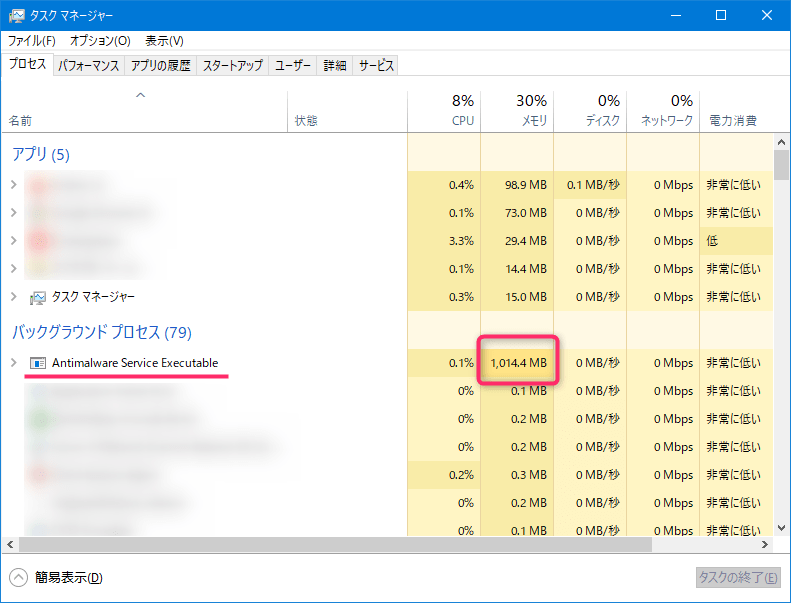 タスク マネージャー
ファイル(F) オプション(O) 表示(V)
プロセス パフォーマンス アプリの履歴 スタートアップ ユーザー 詳細 サービス
8% 30% 0% 0%
名前 状態 CPU メモリ ディスク ネットワーク 電力消費
アプリ (5)
0.4% 98.9 MB 0.1 MB/秒 0 Mbps 非常に低い
0.1% 73.0 MB 0 MB/秒 0 Mbps 非常に低い
3.3% 29.4 MB 0 MB/秒 0 Mbps 低
0.1% 14.4 MB 0 MB/秒 0 Mbps 非常に低い
タスク マネージャー 0.3% 15.0 MB 0 MB/秒 0 Mbps 非常に低い
バックグラウンド プロセス (79)
Antimalware Service Executable 0.1% 1,014.4 MB 0 MB/秒 0 Mbps 非常に低い
0% 0.1 MB 0 MB/秒 0 Mbps 非常に低い
0% 0.2 MB 0 MB/秒 0 Mbps 非常に低い
0% 0.2 MB 0 MB/秒 0 Mbps 非常に低い
0.2% 0.3 MB 0 MB/秒 0 Mbps 非常に低い
0% 0.2 MB 0 MB/秒 0 Mbps 非常に低い
0% 0.1 MB 0 MB/秒 0 Mbps 非常に低い
簡易表示(D) タスクの終了(E)